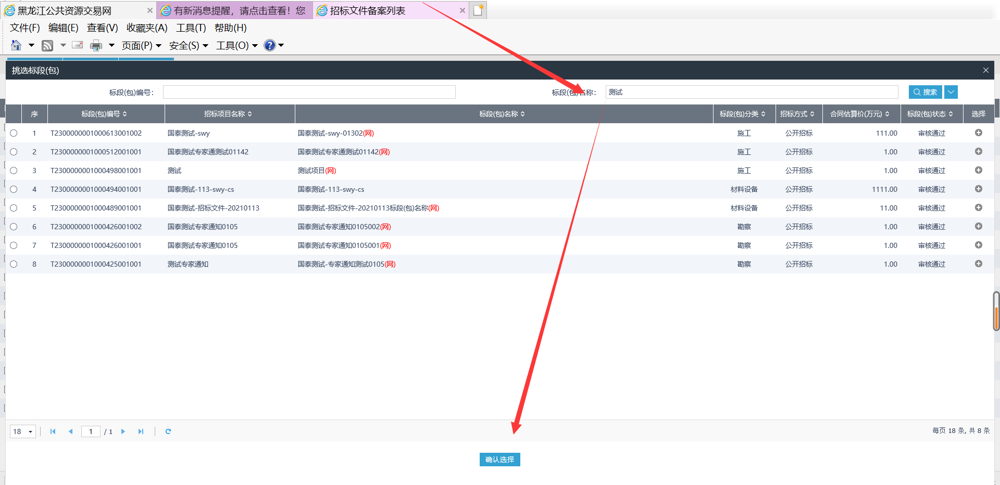 黑龙江公共资源交易网 有新消息提醒，请点击查看！您 招标文件备案列表
文件(F) 编辑(E) 查看(V) 收藏夹(A) 工具(T) 帮助(H)
页面(P) 安全(S) 工具(O)
挑选标段(包)
标段(包)编号： 标段(包)名称： 测试 搜索
序 标段(包)编号 招标项目名称 标段(包)名称 标段(包)分类 招标方式 合同估算价(万元) 标段(包)状态 选择
1 T2300000001000613001002 国泰测试-swy 国泰测试-swy-01302(网) 施工 公开招标 111.00 审核通过
2 T2300000001000512001001 国泰测试专家通测试01142 国泰测试专家通测试01142(网) 施工 公开招标 1.00 审核通过
3 T2300000001000498001001 测试 测试项目(网) 施工 公开招标 1.00 审核通过
4 T2300000001000494001001 国泰测试-113-swy-cs 国泰测试-113-swy-cs 材料设备 公开招标 1111.00 审核通过
5 T2300000001000489001001 国泰测试-招标文件-20210113 国泰测试-招标文件-20210113标段(包)名称(网) 材料设备 公开招标 11.00 审核通过
6 T2300000001000426001002 国泰测试专家通知0105 国泰测试专家通知0105002(网) 勘察 公开招标 1.00 审核通过
7 T2300000001000426001001 国泰测试专家通知0105 国泰测试专家通知0105001(网) 勘察 公开招标 1.00 审核通过
8 T2300000001000425001001 测试专家通知 国泰测试-专家通知测试0105(网) 勘察 公开招标 1.00 审核通过
18 1 / 1 每页 18 条, 共 8 条
确认选择